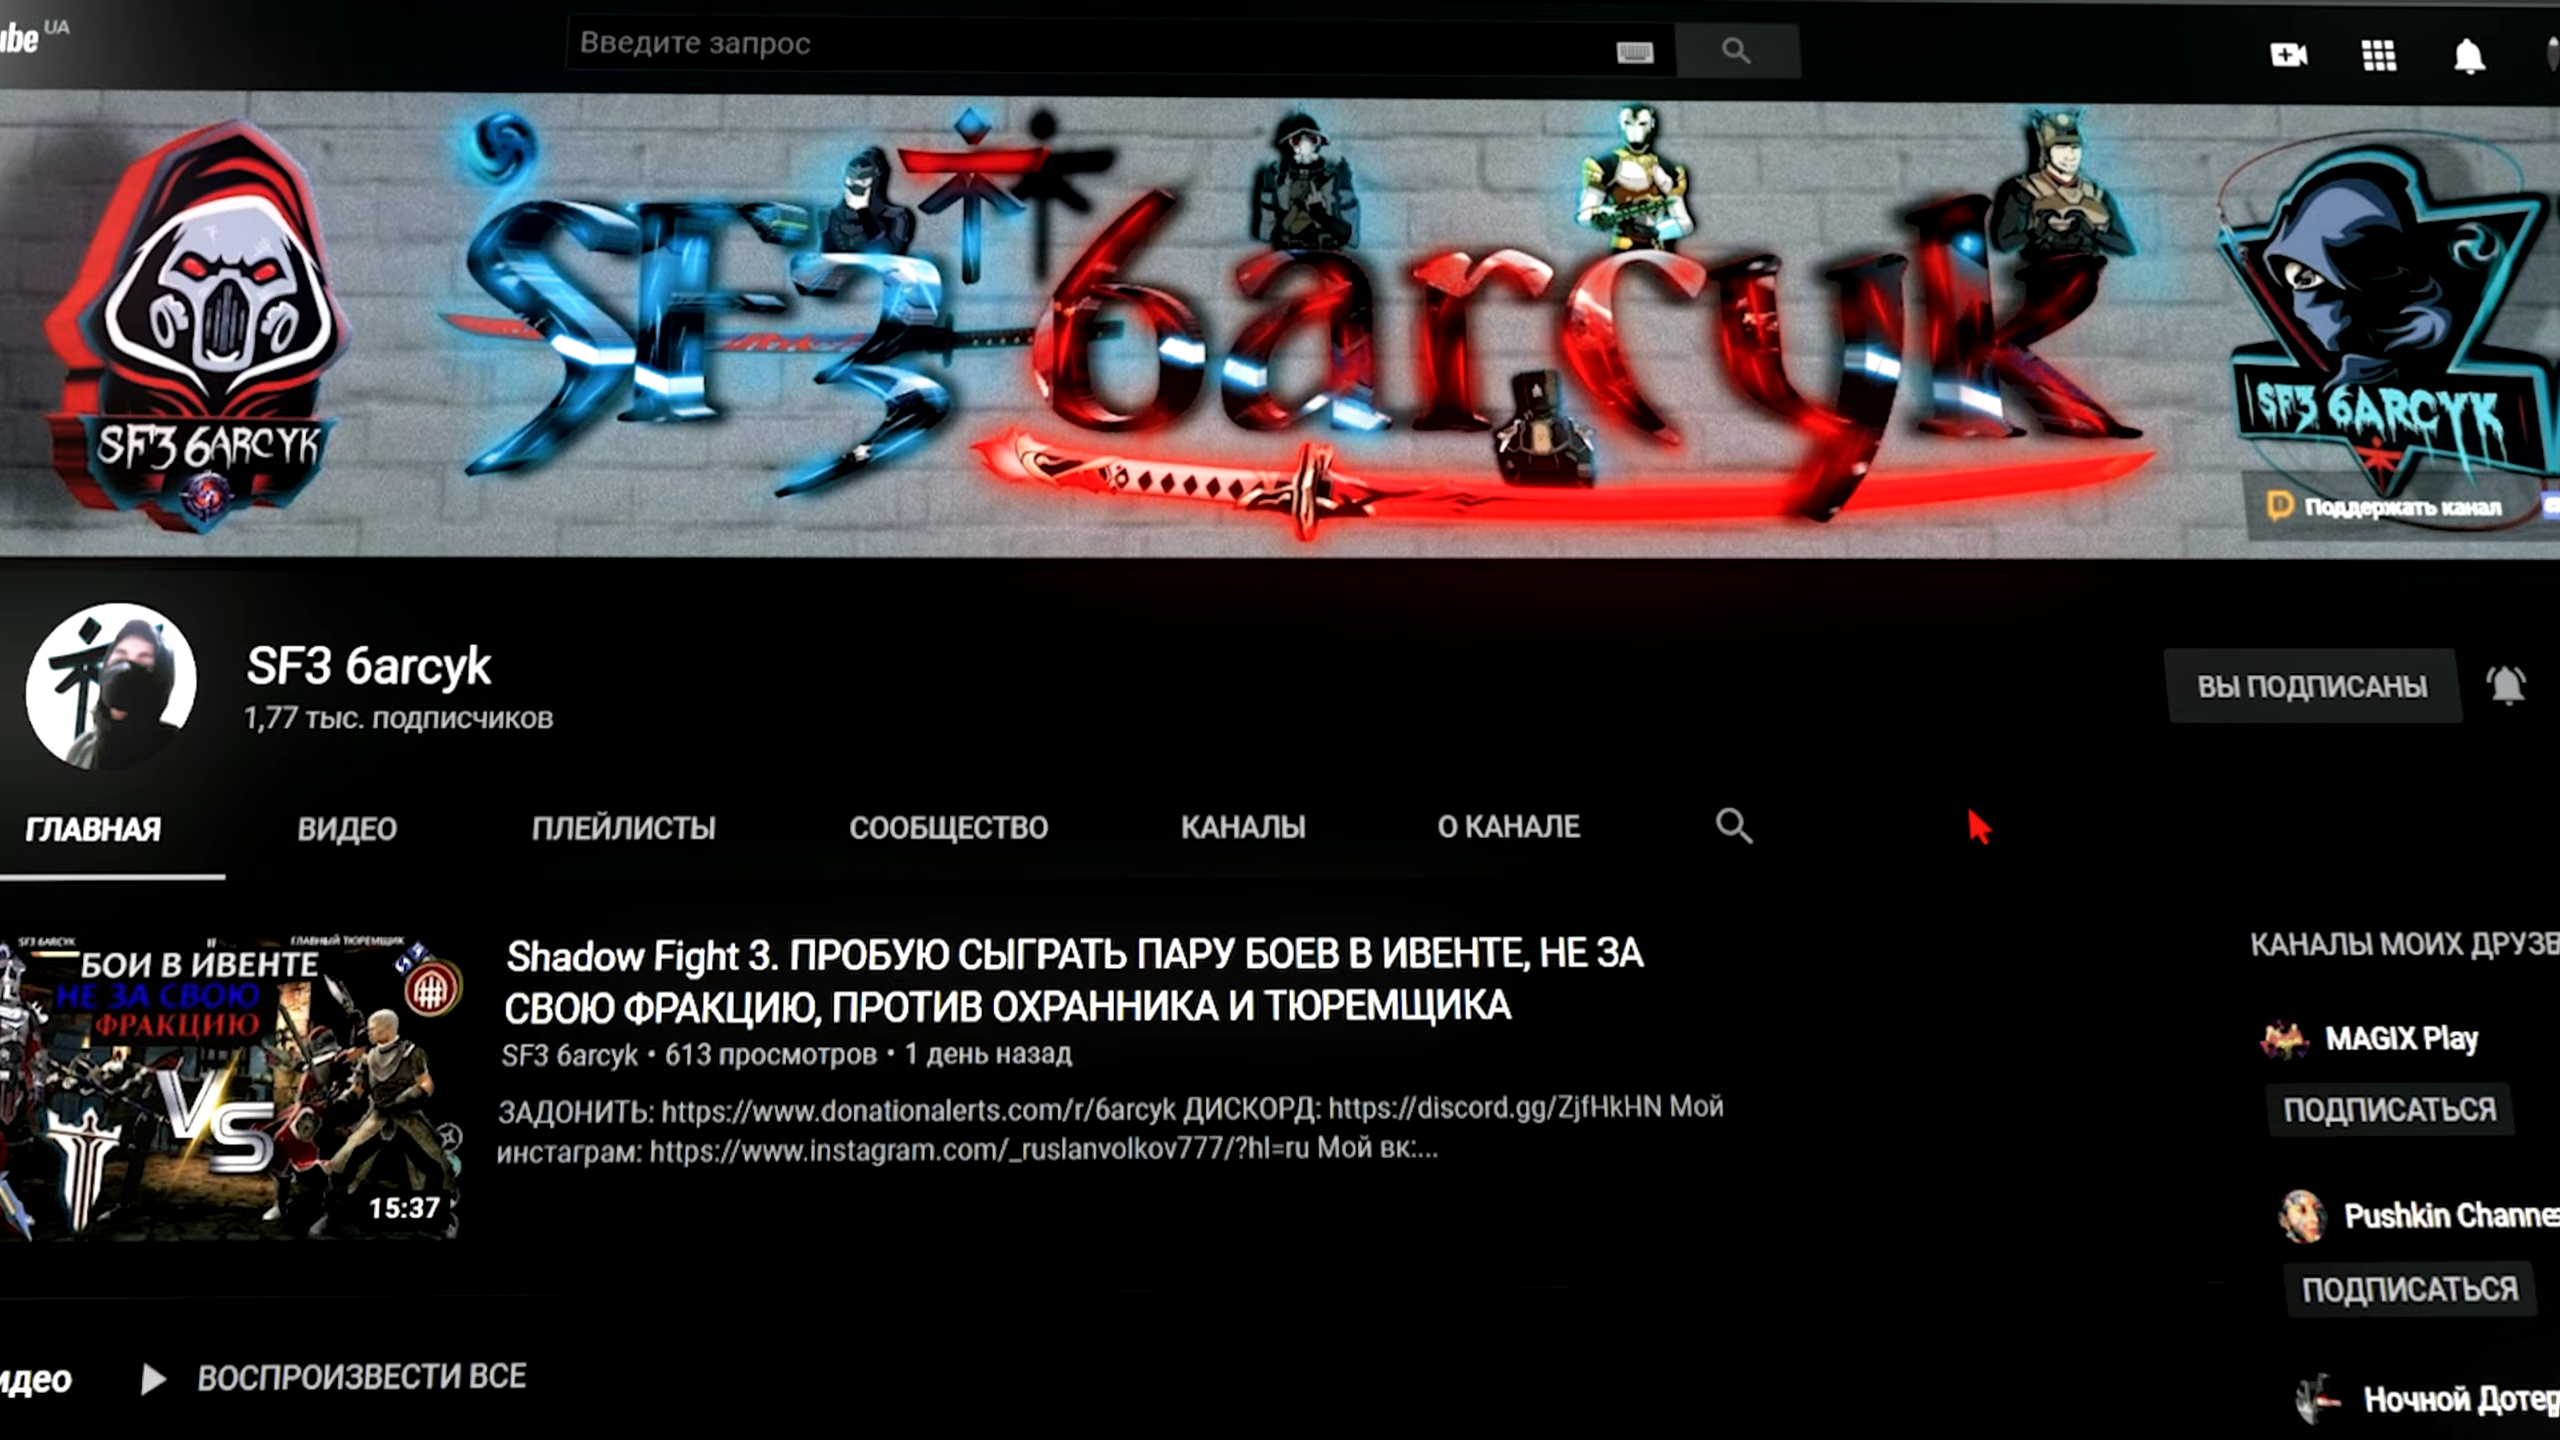 ube UA
Введите запрос
SF3 6arcyk
SF3 6ARCYK
SF3 6ARCYK
Поддержать канал
SF3 6arcyk
1,77 тыс. подписчиков
ВЫ ПОДПИСАНЫ
ГЛАВНАЯ ВИДЕО ПЛЕЙЛИСТЫ СООБЩЕСТВО КАНАЛЫ О КАНАЛЕ
SF3 6ARCYK ГЛАВНЫЙ ТЮРЕМЩИК
БОИ В ИВЕНТЕ
НЕ ЗА СВОЮ
ФРАКЦИЮ
VS
15:37
Shadow Fight 3. ПРОБУЮ СЫГРАТЬ ПАРУ БОЕВ В ИВЕНТЕ, НЕ ЗА
СВОЮ ФРАКЦИЮ, ПРОТИВ ОХРАННИКА И ТЮРЕМЩИКА
SF3 6arcyk • 613 просмотров • 1 день назад
ЗАДОНИТЬ: https://www.donationalerts.com/r/6arcyk ДИСКОРД: https://discord.gg/ZjfHkHN Мой
инстаграм: https://www.instagram.com/_ruslanvolkov777/?hl=ru Мой вк:...
КАНАЛЫ МОИХ ДРУЗЕ
MAGIX Play
ПОДПИСАТЬСЯ
Pushkin Channe
ПОДПИСАТЬСЯ
Ночной Дотер
идео ВОСПРОИЗВЕСТИ ВСЕ